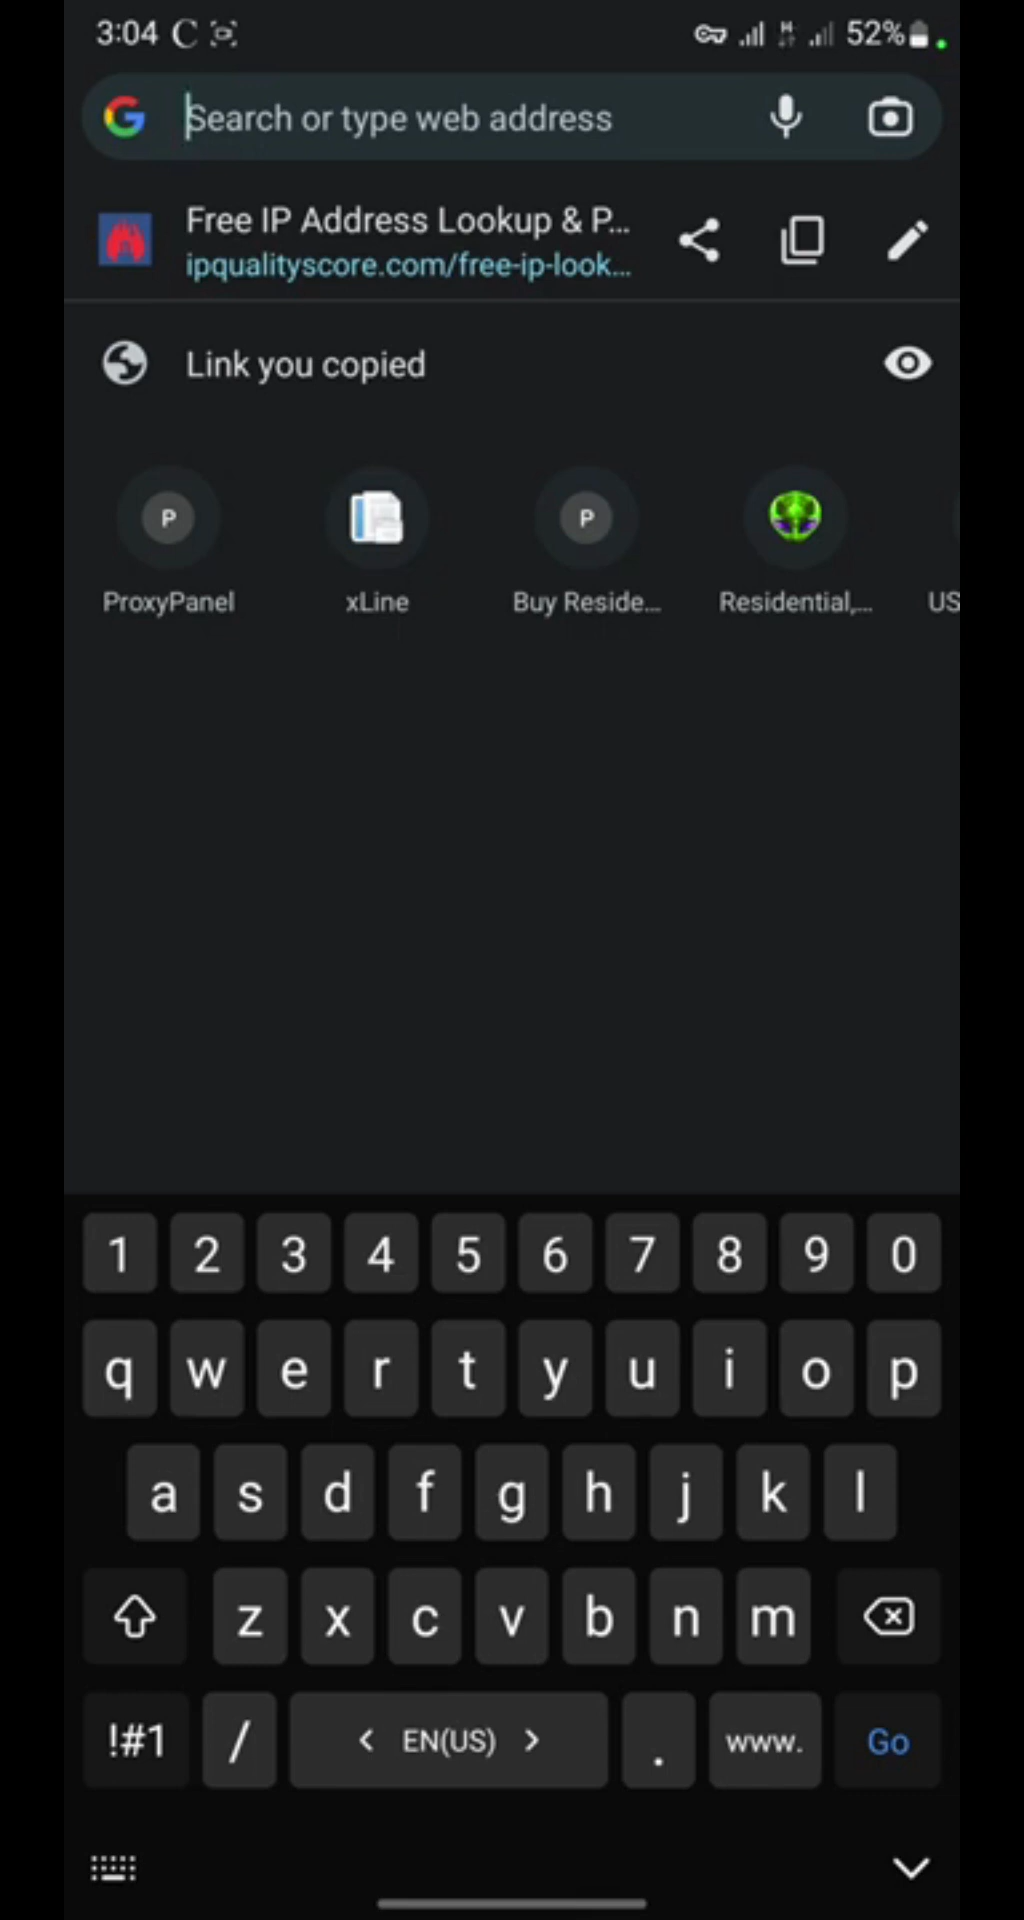 3:04 C 52%
Search or type web address
Free IP Address Lookup & P...
ipqualityscore.com/free-ip-look...
Link you copied
P P
ProxyPanel xLine Buy Reside... Residential,... US
1 2 3 4 5 6 7 8 9 0
q w e r t y u i o p
a s d f g h j k l
z x c v b n m
!#1 / < EN(US) > . www. Go